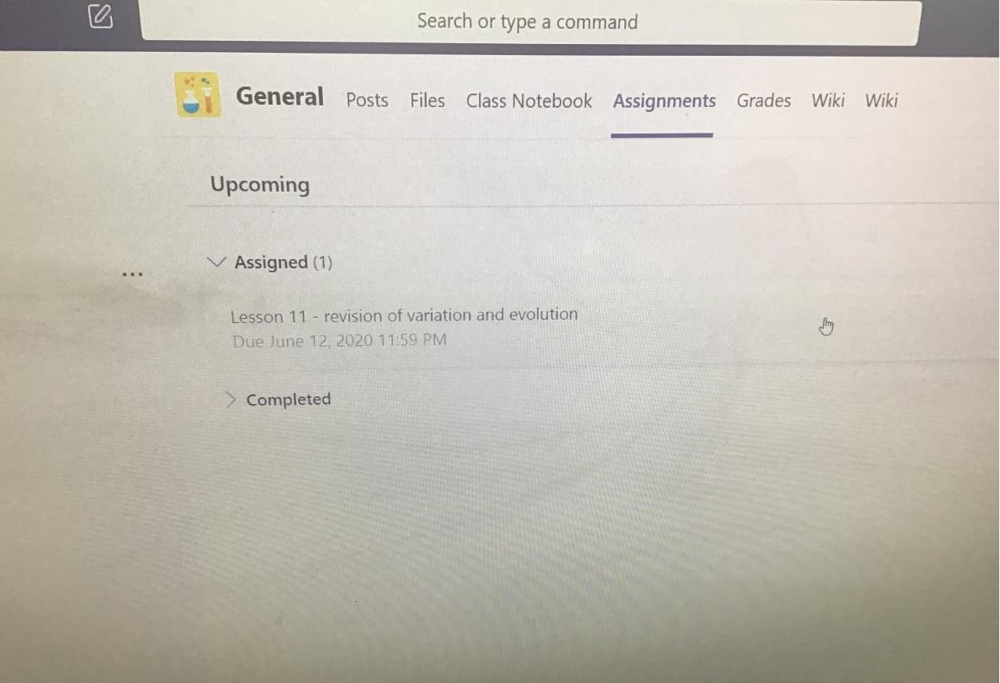 Search or type a command
General Posts Files Class Notebook Assignments Grades Wiki Wiki
Upcoming
Assigned (1)
Lesson 11 - revision of variation and evolution
Due June 12, 2020 11:59 PM
Completed